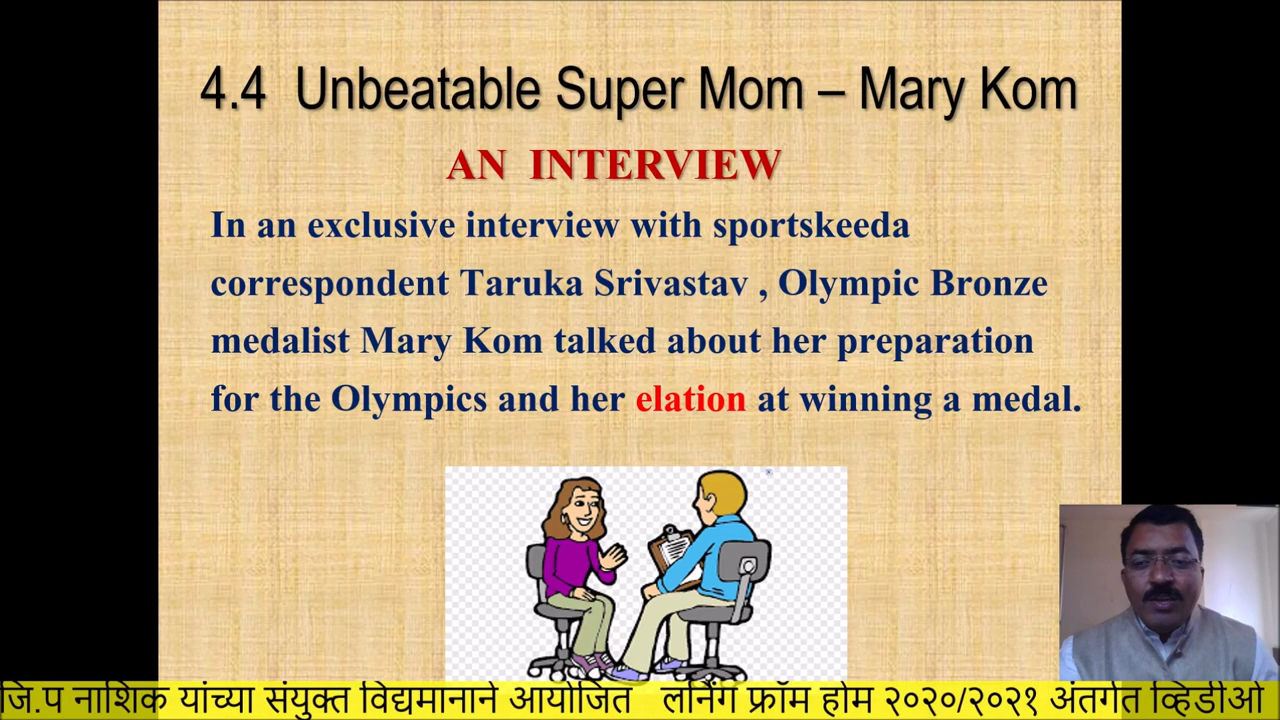 4.4 Unbeatable Super Mom – Mary Kom
AN INTERVIEW
In an exclusive interview with sportskeeda
correspondent Taruka Srivastav , Olympic Bronze
medalist Mary Kom talked about her preparation
for the Olympics and her elation at winning a medal.
जि.प नाशिक यांच्या संयुक्त विद्यमानाने आयोजित लर्निंग फ्रॉम होम २०२०/२०२१ अंतर्गत व्हिडीओ